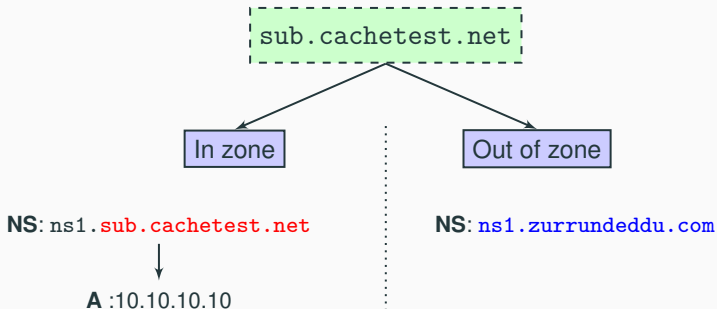 sub.cachetest.net
In zone
Out of zone
NS: ns1.sub.cachetest.net
NS: ns1.zurrundeddu.com
A :10.10.10.10